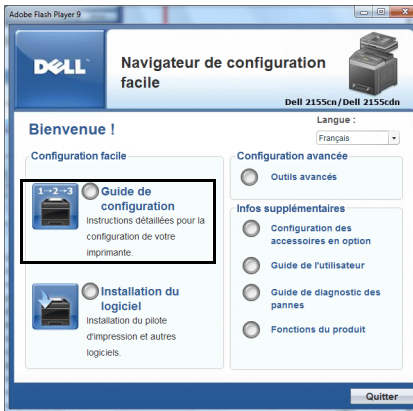 Adobe Flash Player 9
DELL
Navigateur de configuration
facile
Dell 2155cn/Dell 2155cdn
Bienvenue !
Langue :
Français
Configuration facile
1→2→3
Guide de
configuration
Instructions détaillées pour la
configuration de votre
imprimante.
Installation du
logiciel
Installation du pilote
d'impression et autres
logiciels.
Configuration avancée
Outils avancés
Infos supplémentaires
Configuration des
accessoires en option
Guide de l'utilisateur
Guide de diagnostic des
pannes
Fonctions du produit
Quitter